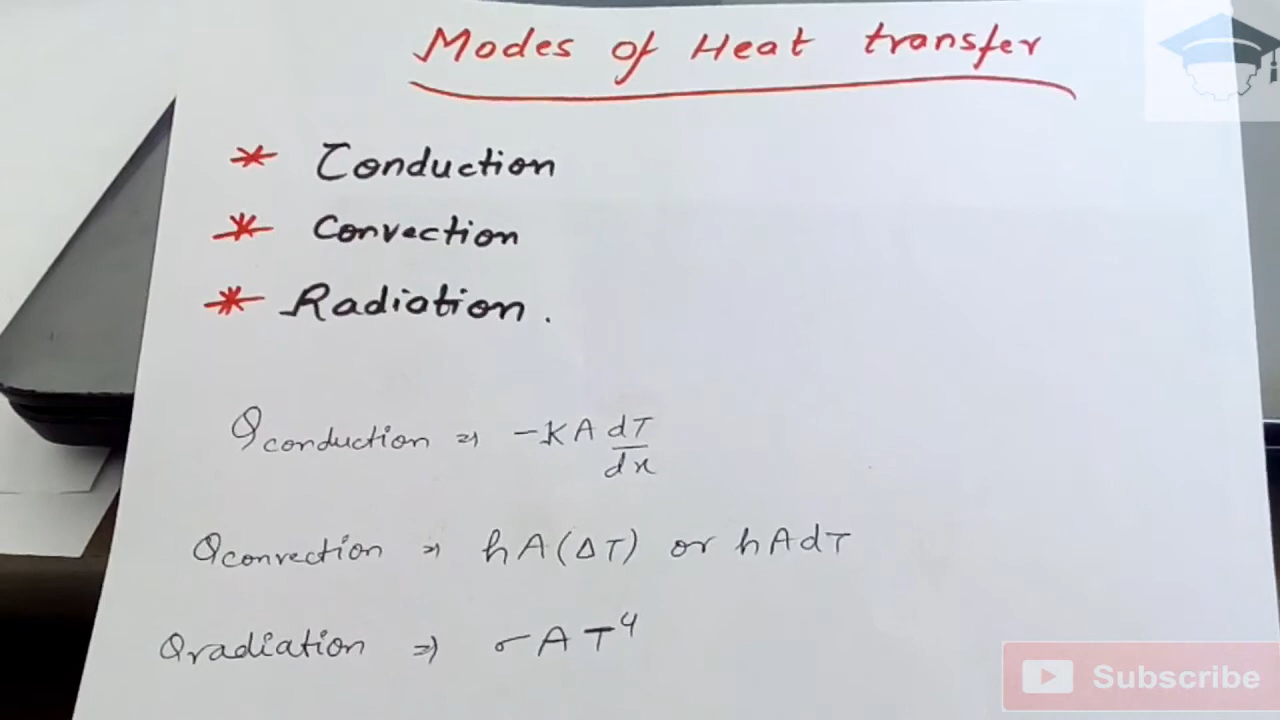 Modes of Heat transfer
* Conduction
* Convection
* Radiation.
Qconduction => -KA dT/dx
Qconvection => hA(ΔT) or hAdT
Qradiation => σAT⁴
Subscribe